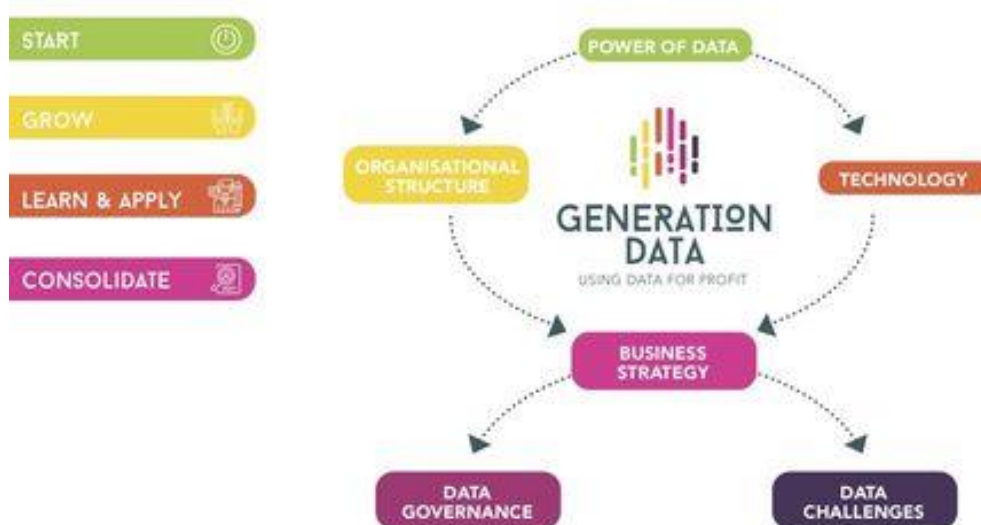 START
GROW
LEARN & APPLY
CONSOLIDATE
POWER OF DATA
ORGANISATIONAL
STRUCTURE
TECHNOLOGY
GENERATION
DATA
USING DATA FOR PROFIT
BUSINESS
STRATEGY
DATA
GOVERNANCE
DATA
CHALLENGES